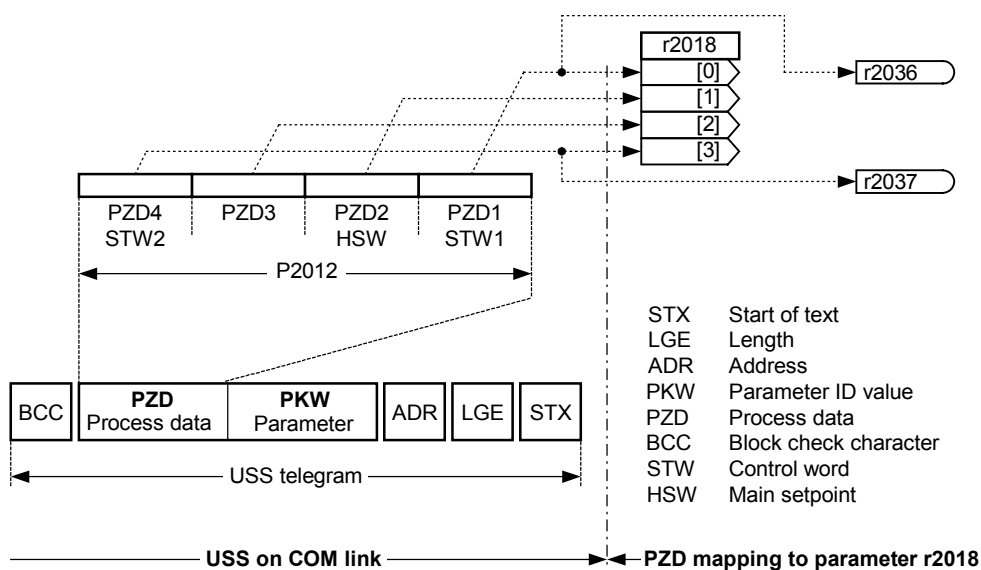 r2018
[0]
r2036
[1]
[2]
[3]
r2037
PZD4 PZD3 PZD2 PZD1
STW2 HSW STW1
P2012
STX Start of text
LGE Length
ADR Address
PKW Parameter ID value
PZD Process data
BCC Block check character
STW Control word
HSW Main setpoint
BCC PZD Process data PKW Parameter ADR LGE STX
USS telegram
USS on COM link PZD mapping to parameter r2018